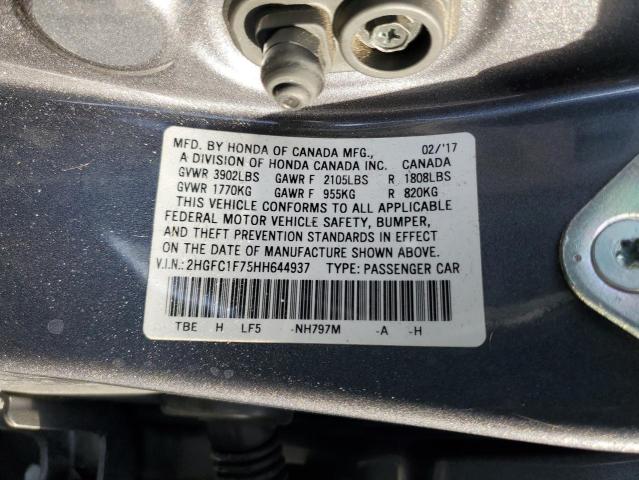 MFD. BY HONDA OF CANADA MFG., 02/'17
A DIVISION OF HONDA CANADA INC. CANADA
GVWR 3902LBS GAWR F 2105LBS R 1808LBS
GVWR 1770KG GAWR F 955KG R 820KG
THIS VEHICLE CONFORMS TO ALL APPLICABLE
FEDERAL MOTOR VEHICLE SAFETY, BUMPER,
AND THEFT PREVENTION STANDARDS IN EFFECT
ON THE DATE OF MANUFACTURE SHOWN ABOVE.
V.I.N.: 2HGFC1F75HH644937 TYPE: PASSENGER CAR
TBE H LF5 -NH797M -A -H